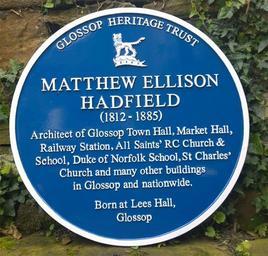 GLOSSOP HERITAGE TRUST
MATTHEW ELLISON
HADFIELD
(1812 - 1885)
Architect of Glossop Town Hall, Market Hall,
Railway Station, All Saints' RC Church &
School, Duke of Norfolk School, St Charles'
Church and many other buildings
in Glossop and nationwide.
Born at Lees Hall,
Glossop